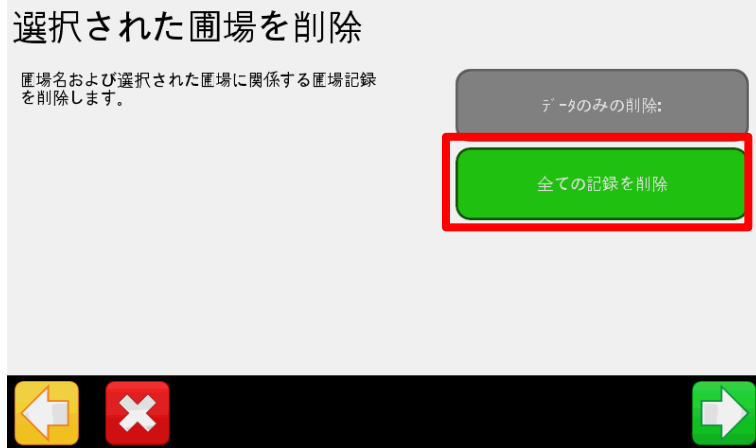 選択された圃場を削除
圃場名および選択された圃場に関係する圃場記録
を削除します。
ﾃﾞｰﾀのみの削除:
全ての記録を削除